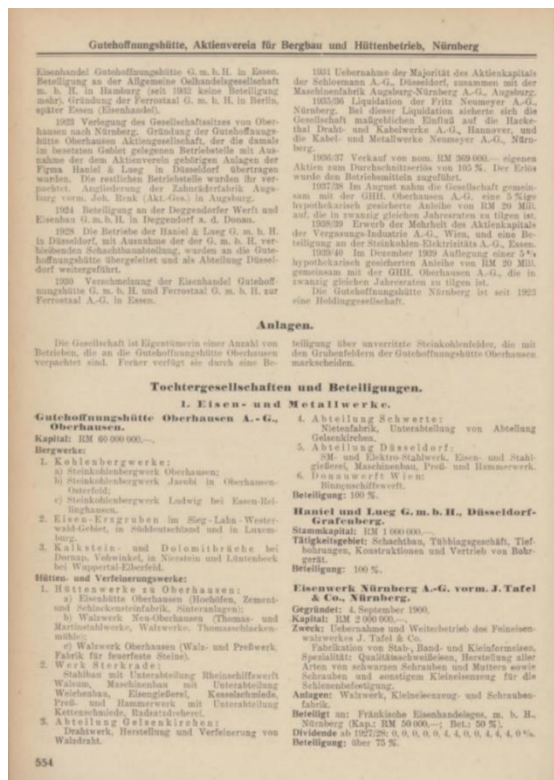 Gutehoffnungshütte, Aktienverein für Bergbau und Hüttenbetrieb, Nürnberg
Eisenhandel Gutehoffnungshütte G. m. b. H. in Essen.
Beteiligung an der Allgemeine Oelhandelsgesellschaft
m. b. H. in Hamburg (seit 1932 keine Beteiligung
mehr). Gründung der Ferrostaal G. m. b. H. in Berlin,
später Essen (Eisenhandel).
1923 Verlegung des Gesellschaftssitzes von Ober-
hausen nach Nürnberg. Gründung der Gutehoffnungs-
hütte Oberhausen Aktiengesellschaft, der die damals
im besetzten Gebiet gelegenen Betriebsteile mit Aus-
nahme der dem Aktienverein gehörigen Anlagen der
Firma Haniel & Lueg in Düsseldorf übertragen
wurden. Die restlichen Betriebsteile wurden ihr ver-
pachtet. Angliederung der Zahnräderfabrik Augs-
burg vorm. Joh. Renk (Akt.-Ges.) in Augsburg.
1924 Beteiligung an der Deggendorfer Werft und
Eisenbau G. m. b. H. in Deggendorf a. d. Donau.
1928 Die Betriebe der Haniel & Lueg G. m. b. H.
in Düsseldorf, mit Ausnahme der der G. m. b. H. ver-
bleibenden Schachtbauabteilung, wurden an die Gute-
hoffnungshütte übergeleitet und als Abteilung Düssel-
dorf weitergeführt.
1930 Verschmelzung der Eisenhandel Gutehoff-
nungshütte G. m. b. H. und Ferrostaal G. m. b. H. zur
Ferrostaal A.-G. in Essen.
1931 Uebernahme der Majorität des Aktienkapitals
der Schloemann A.-G., Düsseldorf, zusammen mit der
Maschinenfabrik Augsburg-Nürnberg A.-G., Augsburg.
1935/36 Liquidation der Fritz Neumeyer A.-G.,
Nürnberg. Bei dieser Liquidation sicherte sich die
Gesellschaft maßgeblichen Einfluß auf die Hacke-
thal Draht- und Kabelwerke A.-G., Hannover, und
die Kabel- und Metallwerke Neumeyer A.-G., Nürn-
berg.
1936/37 Verkauf von nom. RM 369 000.— eigenen
Aktien zum Durchschnittserlös von 105 %. Der Erlös
wurde den Betriebsmitteln zugeführt.
1937/38 Im August nahm die Gesellschaft gemein-
sam mit der GHH. Oberhausen A.-G. eine 5 %ige
hypothekarisch gesicherte Anleihe von RM 20 Mill.
auf, die in zwanzig gleichen Jahresraten zu tilgen ist.
1938/39 Erwerb der Mehrheit des Aktienkapitals
der Vergasungs-Industrie A.-G., Wien, und eine Be-
teiligung an der Steinkohlen-Elektrizitäts A.-G., Essen.
1939/40 Im Dezember 1939 Auflegung einer 5 %
hypothekarisch gesicherten Anleihe von RM 20 Mill.
gemeinsam mit der GHH. Oberhausen A.-G., die in
zwanzig gleichen Jahresraten zu tilgen ist.
Die Gutehoffnungshütte Nürnberg ist seit 1923
eine Holdinggesellschaft.
Anlagen.
Die Gesellschaft ist Eigentümerin einer Anzahl von
Betrieben, die an die Gutehoffnungshütte Oberhausen
verpachtet sind. Ferner verfügt sie durch eine Be-
teiligung über unverritzte Steinkohlenfelder, die mit
den Grubenfeldern der Gutehoffnungshütte Oberhausen
markscheiden.
Tochtergesellschaften und Beteiligungen.
1. Eisen- und Metallwerke.
Gutehoffnungshütte Oberhausen A.-G.,
Oberhausen.
Kapital: RM 60 000 000,—.
Bergwerke:
1. Kohlenbergwerke:
a) Steinkohlenbergwerk Oberhausen;
b) Steinkohlenbergwerk Jacobi in Oberhausen-
Osterfeld;
c) Steinkohlenbergwerk Ludwig bei Essen-Rel-
linghausen.
2. Eisen-Erzgruben im Sieg-Lahn-Wester-
wald-Gebiet, in Süddeutschland und in Luxem-
burg.
3. Kalkstein- und Dolomitbrüche bei
Dornap, Vohwinkel, in Nierstein und Lüntenbeck
bei Wuppertal-Elberfeld.
Hütten- und Verfeinerungswerke:
1. Hüttenwerke zu Oberhausen:
a) Eisenhütte Oberhausen (Hochöfen, Zement-
und Schlackensteinfabrik, Sinteranlagen);
b) Walzwerk Neu-Oberhausen (Thomas- und
Martinstahlwerke, Walzwerke, Thomasschlacken-
mühle);
c) Walzwerk Oberhausen (Walz- und Preßwerk,
Fabrik für feuerfeste Steine).
2. Werk Sterkrade:
Stahlbau mit Unterabteilung Rheinschiffswerft
Walsum, Maschinenbau mit Unterabteilung
Weichenbau, Eisengießerei, Kesselschmiede,
Preß- und Hammerwerk mit Unterabteilung
Kettenschmiede, Radsatzdreherei.
3. Abteilung Gelsenkirchen:
Drahtwerk, Herstellung und Verfeinerung von
Walzdraht.
4. Abteilung Schwerte:
Nietenfabrik, Unterabteilung von Abteilung
Gelsenkirchen.
5. Abteilung Düsseldorf:
SM- und Elektro-Stahlwerk, Eisen- und Stahl-
gießerei, Maschinenbau, Preß- und Hammerwerk.
6. Donauwerft Wien:
Binnenschiffswerft.
Beteiligung: 100 %.
Haniel und Lueg G. m. b. H., Düsseldorf-
Grafenberg.
Stammkapital: RM 1 000 000,—.
Tätigkeitsgebiet: Schachtbau, Tübbingsgeschäft, Tief-
bohrungen, Konstruktionen und Vertrieb von Bohr-
gerät.
Beteiligung: 100 %.
Eisenwerk Nürnberg A.-G. vorm. J. Tafel
& Co., Nürnberg.
Gegründet: 4. September 1900.
Kapital: RM 2 000 000,—.
Zweck: Uebernahme und Weiterbetrieb des Feineisen-
walzwerkes J. Tafel & Co.
Fabrikation von Stab-, Band- und Kleinformeisen.
Spezialität: Qualitätsschweißeisen, Herstellung aller
Arten von schwarzen Schrauben und Muttern sowie
Schrauben und sonstigem Kleineisenzeug für die
Schienenbefestigung.
Anlagen: Walzwerk, Kleineisenzeug- und Schrauben-
fabrik.
Beteiligt an: Fränkische Eisenhandelsges. m. b. H.,
Nürnberg (Kap.: RM 50 000,—; Bet.: 50 %).
Dividende ab 1927/28: 0, 0, 0, 0, 0, 4, 4, 0, 4, 4, 4, 0 %.
Beteiligung: über 75 %.
554